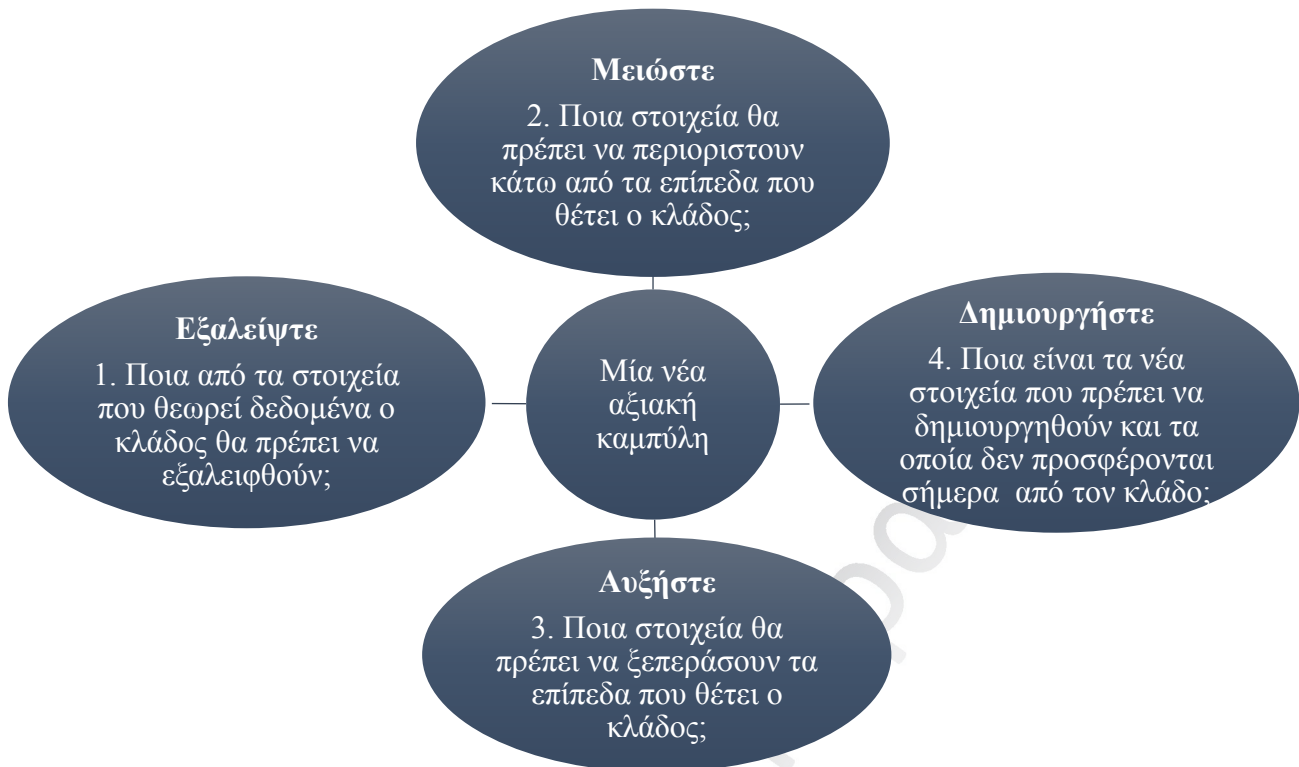 Μειώστε
2. Ποια στοιχεία θα
πρέπει να περιοριστουν
κάτω από τα επίπεδα που
θέτει ο κλάδος;
Εξαλείψτε
1. Ποια από τα στοιχεία
που θεωρεί δεδομένα ο
κλάδος θα πρέπει να
εξαλειφθούν;
Μία νέα
αξιακή
καμπύλη
Δημιουργήστε
4. Ποια είναι τα νέα
στοιχεία που πρέπει να
δημιουργηθούν και τα
οποία δεν προσφέρονται
σήμερα από τον κλάδο;
Αυξήστε
3. Ποια στοιχεία θα
πρέπει να ξεπεράσουν τα
επίπεδα που θέτει ο
κλάδος;